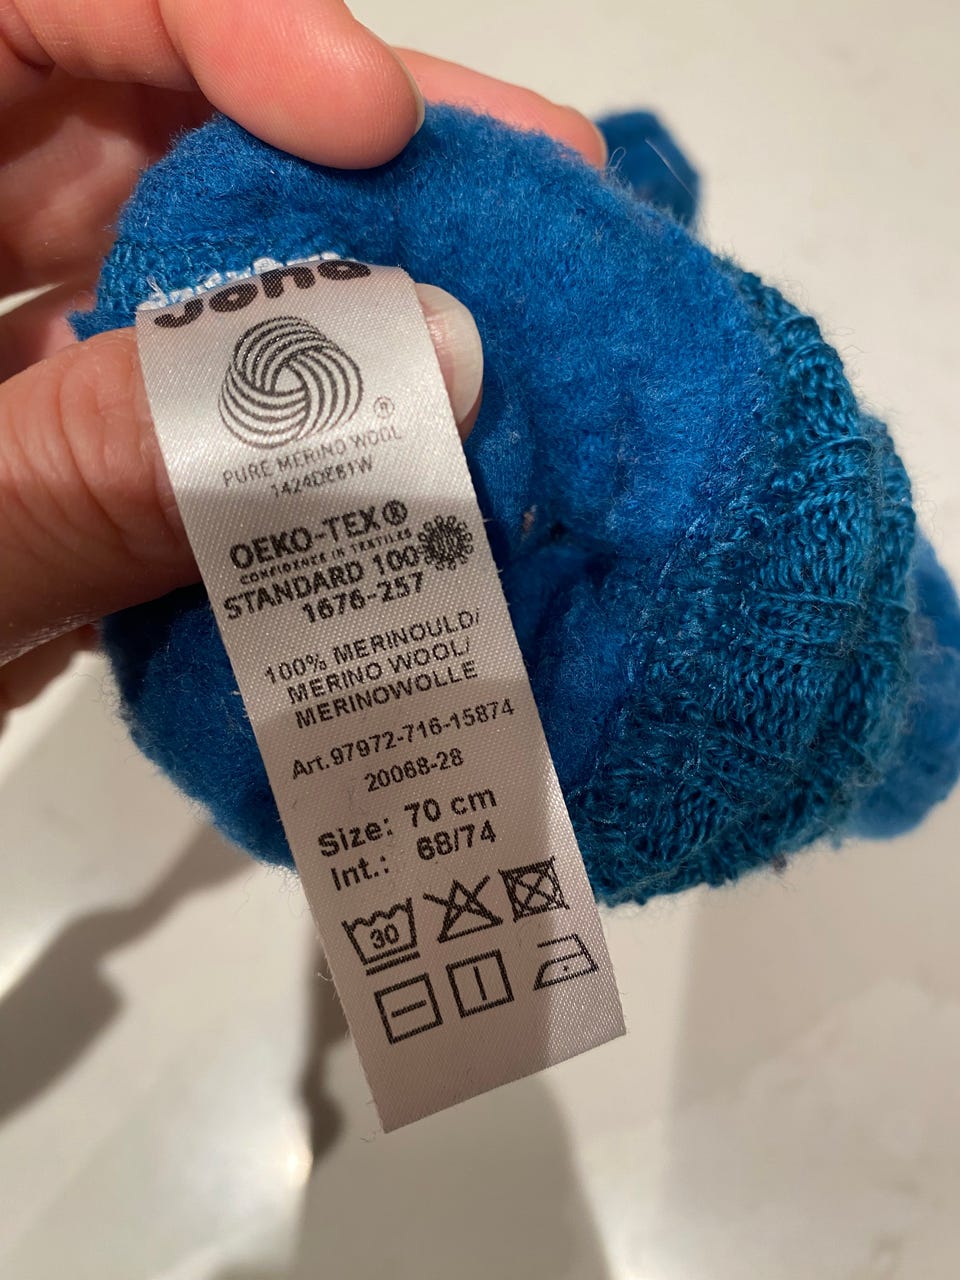 joha
®
PURE MERINO WOOL
1424DE81W
OEKO-TEX®
CONFIDENCE IN TEXTILES
STANDARD 100
1676-257
100% MERINOULD/
MERINO WOOL/
MERINOWOLLE
Art.97972-716-15874
20068-28
Size: 70 cm
Int.: 68/74
30